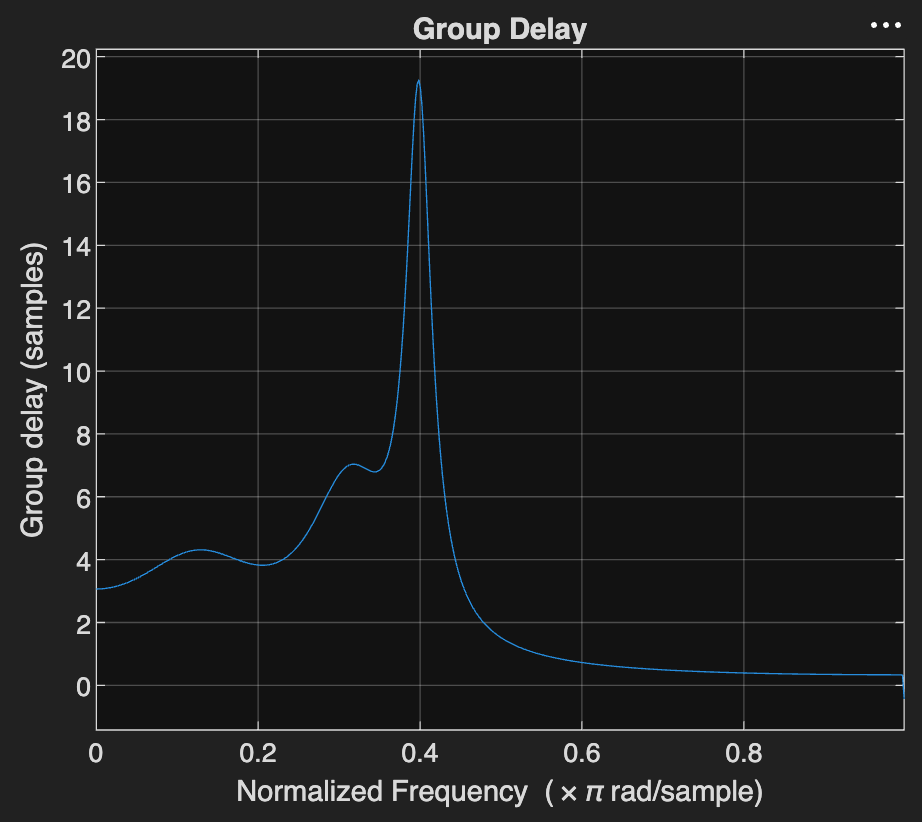 Group Delay
20
18
16
14
12
10
8
6
4
2
0
Group delay (samples)
0 0.2 0.4 0.6 0.8
Normalized Frequency (× π rad/sample)